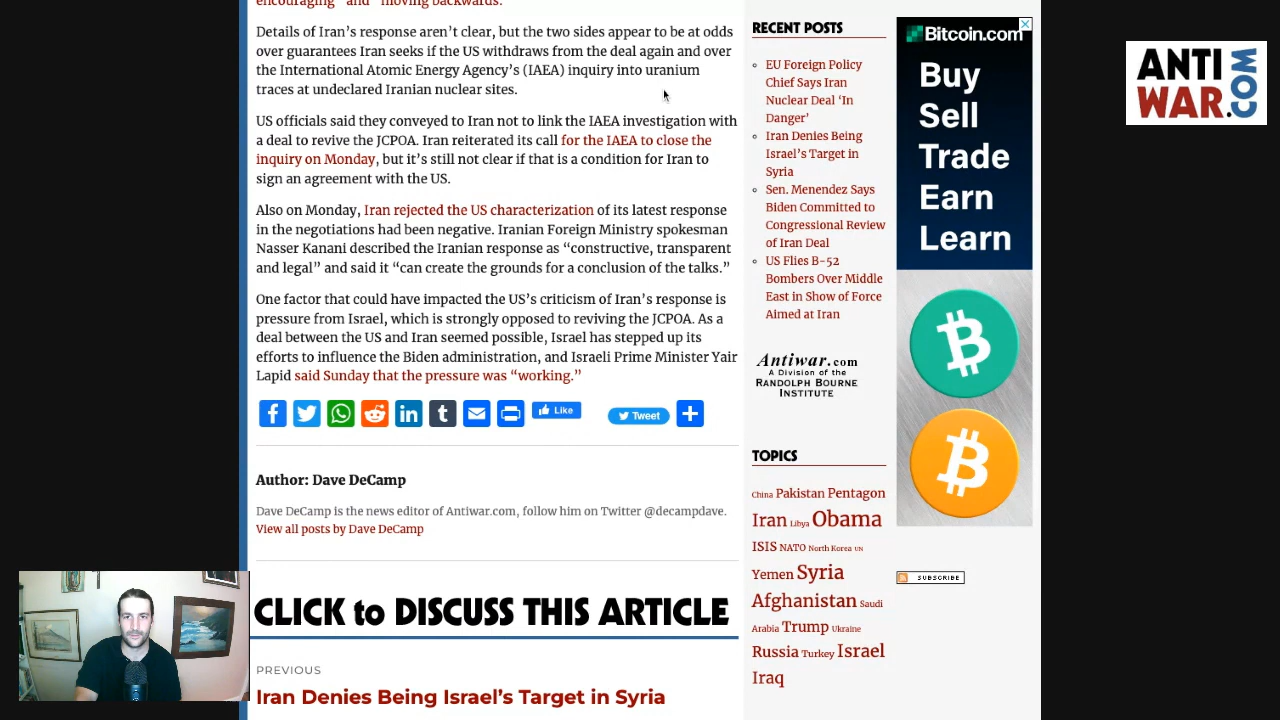 encouraging” and “moving backwards.”
Details of Iran’s response aren’t clear, but the two sides appear to be at odds
over guarantees Iran seeks if the US withdraws from the deal again and over
the International Atomic Energy Agency’s (IAEA) inquiry into uranium
traces at undeclared Iranian nuclear sites.
US officials said they conveyed to Iran not to link the IAEA investigation with
a deal to revive the JCPOA. Iran reiterated its call for the IAEA to close the
inquiry on Monday, but it’s still not clear if that is a condition for Iran to
sign an agreement with the US.
Also on Monday, Iran rejected the US characterization of its latest response
in the negotiations had been negative. Iranian Foreign Ministry spokesman
Nasser Kanani described the Iranian response as “constructive, transparent
and legal” and said it “can create the grounds for a conclusion of the talks.”
One factor that could have impacted the US’s criticism of Iran’s response is
pressure from Israel, which is strongly opposed to reviving the JCPOA. As a
deal between the US and Iran seemed possible, Israel has stepped up its
efforts to influence the Biden administration, and Israeli Prime Minister Yair
Lapid said Sunday that the pressure was “working.”
Like
Tweet
Author: Dave DeCamp
Dave DeCamp is the news editor of Antiwar.com, follow him on Twitter @decampdave.
View all posts by Dave DeCamp
CLICK to DISCUSS THIS ARTICLE
PREVIOUS
Iran Denies Being Israel’s Target in Syria
RECENT POSTS
EU Foreign Policy
Chief Says Iran
Nuclear Deal ‘In
Danger’
Iran Denies Being
Israel’s Target in
Syria
Sen. Menendez Says
Biden Committed to
Congressional Review
of Iran Deal
US Flies B-52
Bombers Over Middle
East in Show of Force
Aimed at Iran
Antiwar.com
A Division of the
RANDOLPH BOURNE
INSTITUTE
TOPICS
China Pakistan Pentagon
Iran Libya Obama
ISIS NATO North Korea UN
Yemen Syria
Afghanistan Saudi
Arabia Trump Ukraine
Russia Turkey Israel
Iraq
Bitcoin.com
Buy
Sell
Trade
Earn
Learn
SUBSCRIBE
ANTI
WAR.COM